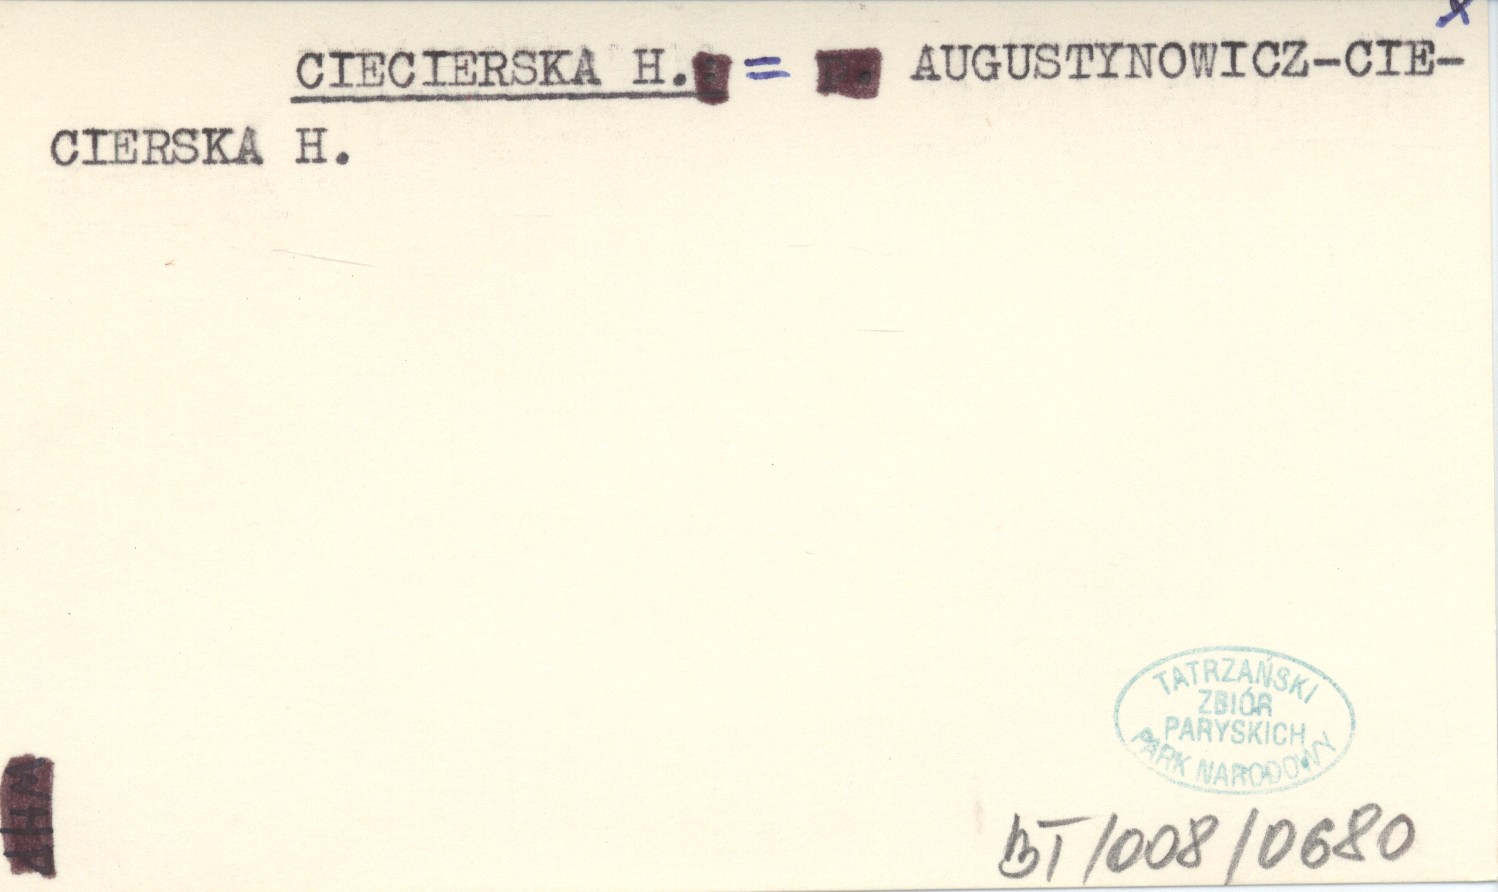 x
CIECIERSKA H. = AUGUSTYNOWICZ-CIE-
CIERSKA H.
TATRZAŃSKI
ZBIÓR
PARYSKICH
PARK NARODOWY
BT/008/0680